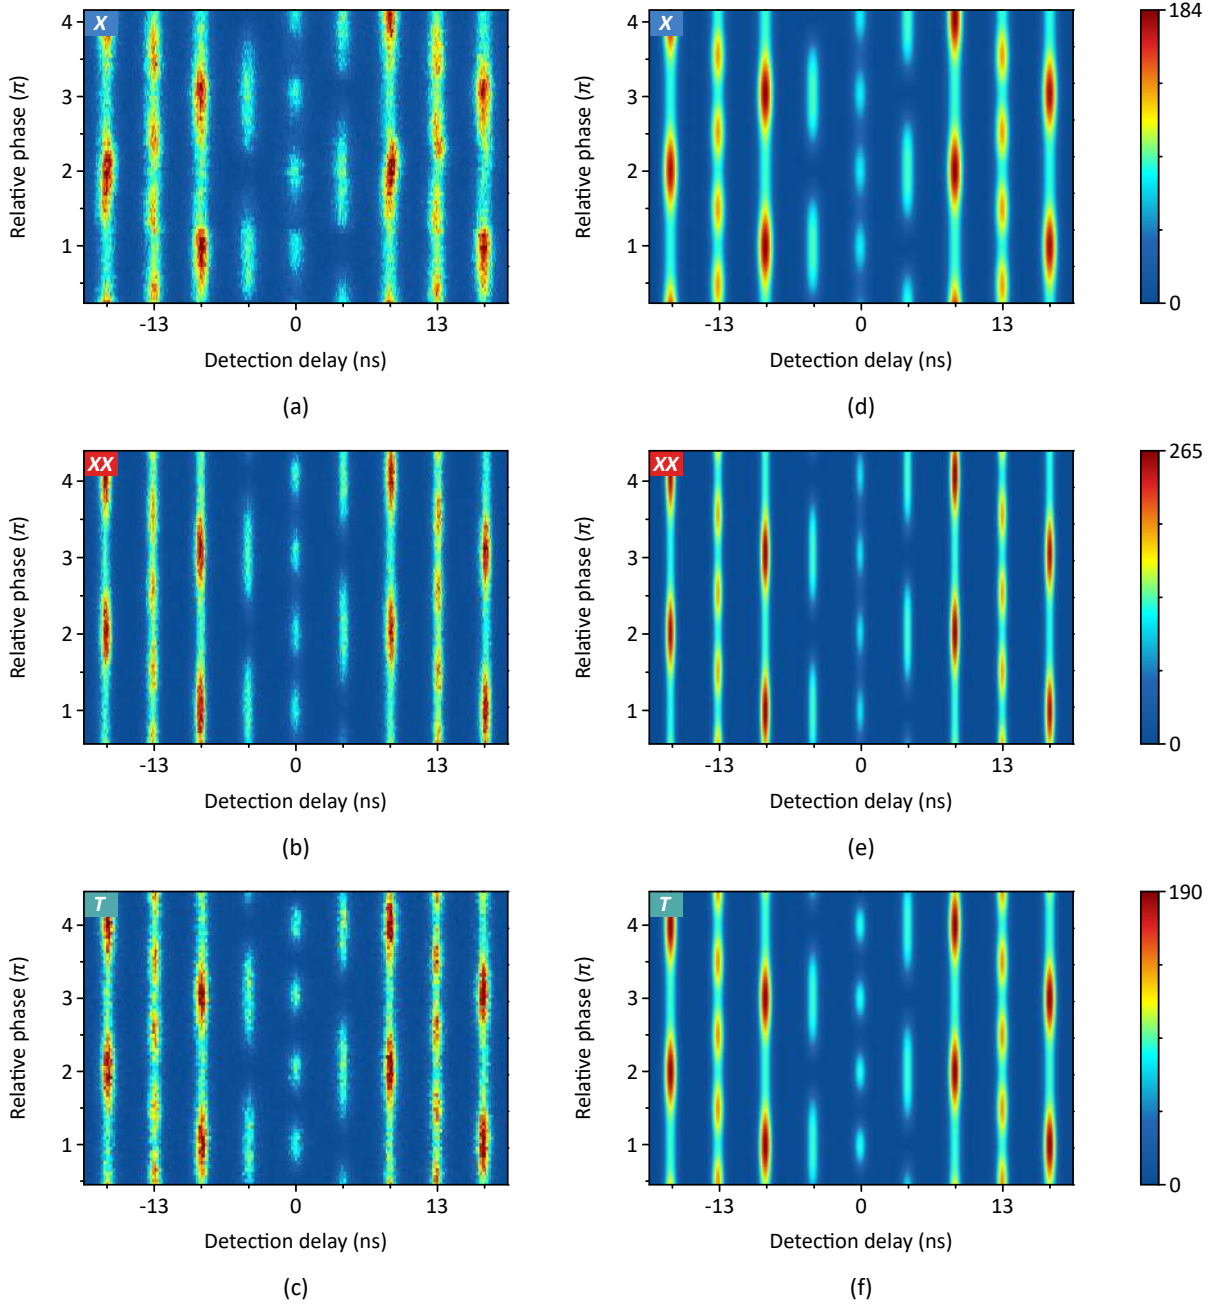 X
4
3
2
1
Relative phase (π)
-13 0 13
Detection delay (ns)
(a)
X
4
3
2
1
Relative phase (π)
-13 0 13
Detection delay (ns)
(d)
184
0
XX
4
3
2
1
Relative phase (π)
-13 0 13
Detection delay (ns)
(b)
XX
4
3
2
1
Relative phase (π)
-13 0 13
Detection delay (ns)
(e)
265
0
T
4
3
2
1
Relative phase (π)
-13 0 13
Detection delay (ns)
(c)
T
4
3
2
1
Relative phase (π)
-13 0 13
Detection delay (ns)
(f)
190
0